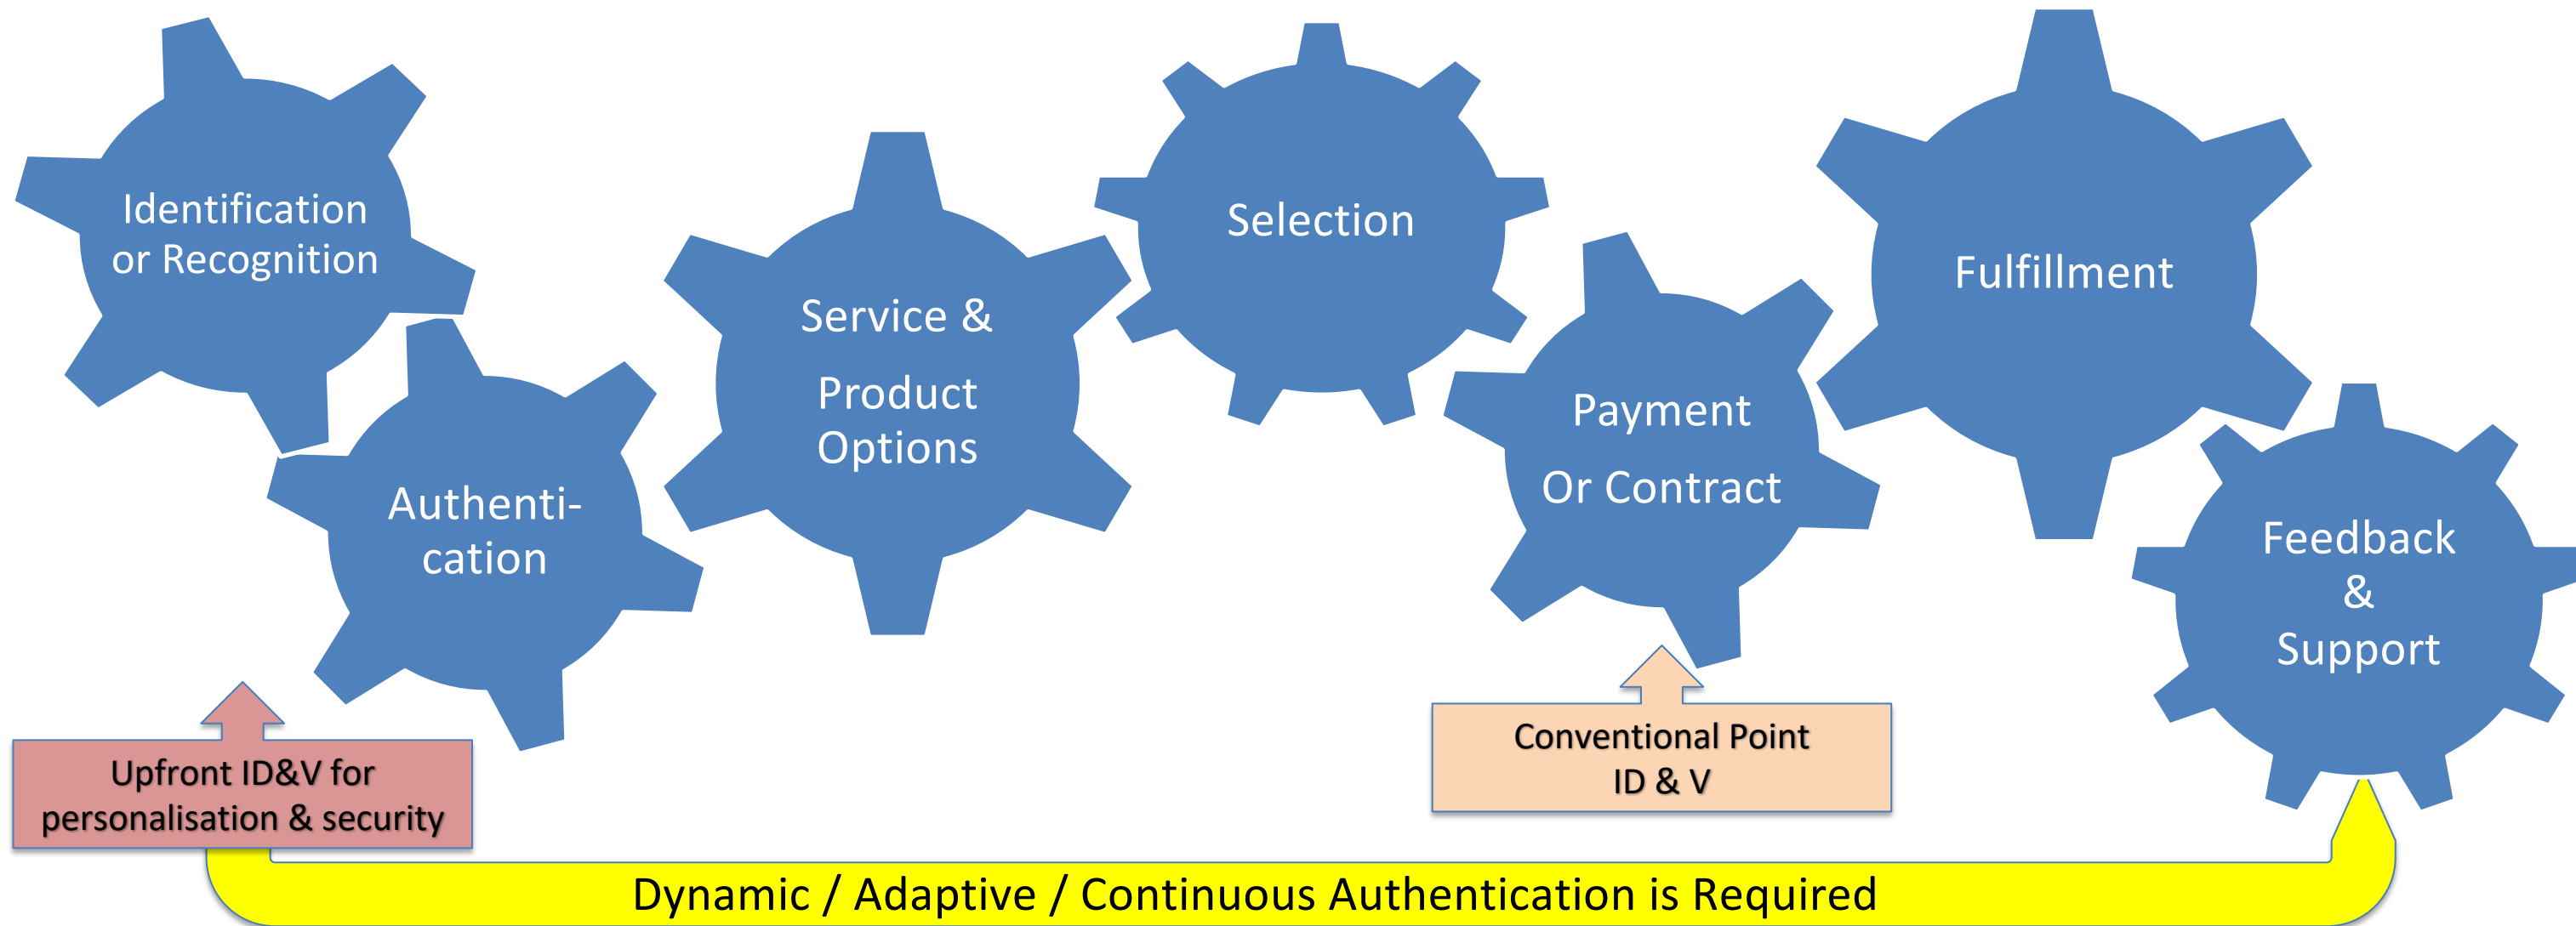 Identification
or Recognition
Authenti-
cation
Service &
Product
Options
Selection
Payment
Or Contract
Fulfillment
Feedback
&
Support
Upfront ID&V for
personalisation & security
Conventional Point
ID & V
Dynamic / Adaptive / Continuous Authentication is Required